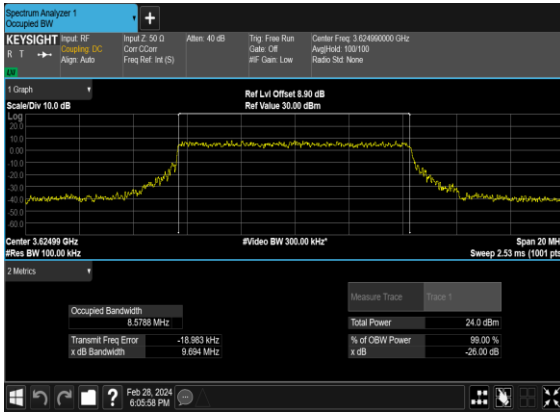 Spectrum Analyzer 1
Occupied BW
+
KEYSIGHT
R T
LNI
Input: RF
Coupling: DC
Align: Auto
Input Z: 50 Ω
Corr CCorr
Freq Ref: Int (S)
Atten: 40 dB
Trig: Free Run
Gate: Off
#IF Gain: Low
Center Freq: 3.624990000 GHz
Avg|Hold: 100/100
Radio Std: None
1 Graph
Scale/Div 10.0 dB
Ref Lvl Offset 8.90 dB
Ref Value 30.00 dBm
Log
20.0
10.0
0
-10.0
-20.0
-30.0
-40.0
-50.0
-60.0
Center 3.62499 GHz
#Res BW 100.00 kHz
#Video BW 300.00 kHz*
Span 20 MH
Sweep 2.53 ms (1001 pts
2 Metrics
Measure Trace
Trace 1
Occupied Bandwidth
8.5788 MHz
Total Power
24.0 dBm
Transmit Freq Error
-18.983 kHz
% of OBW Power
99.00 %
x dB Bandwidth
9.694 MHz
x dB
-26.00 dB
?
Feb 28, 2024
6:05:58 PM